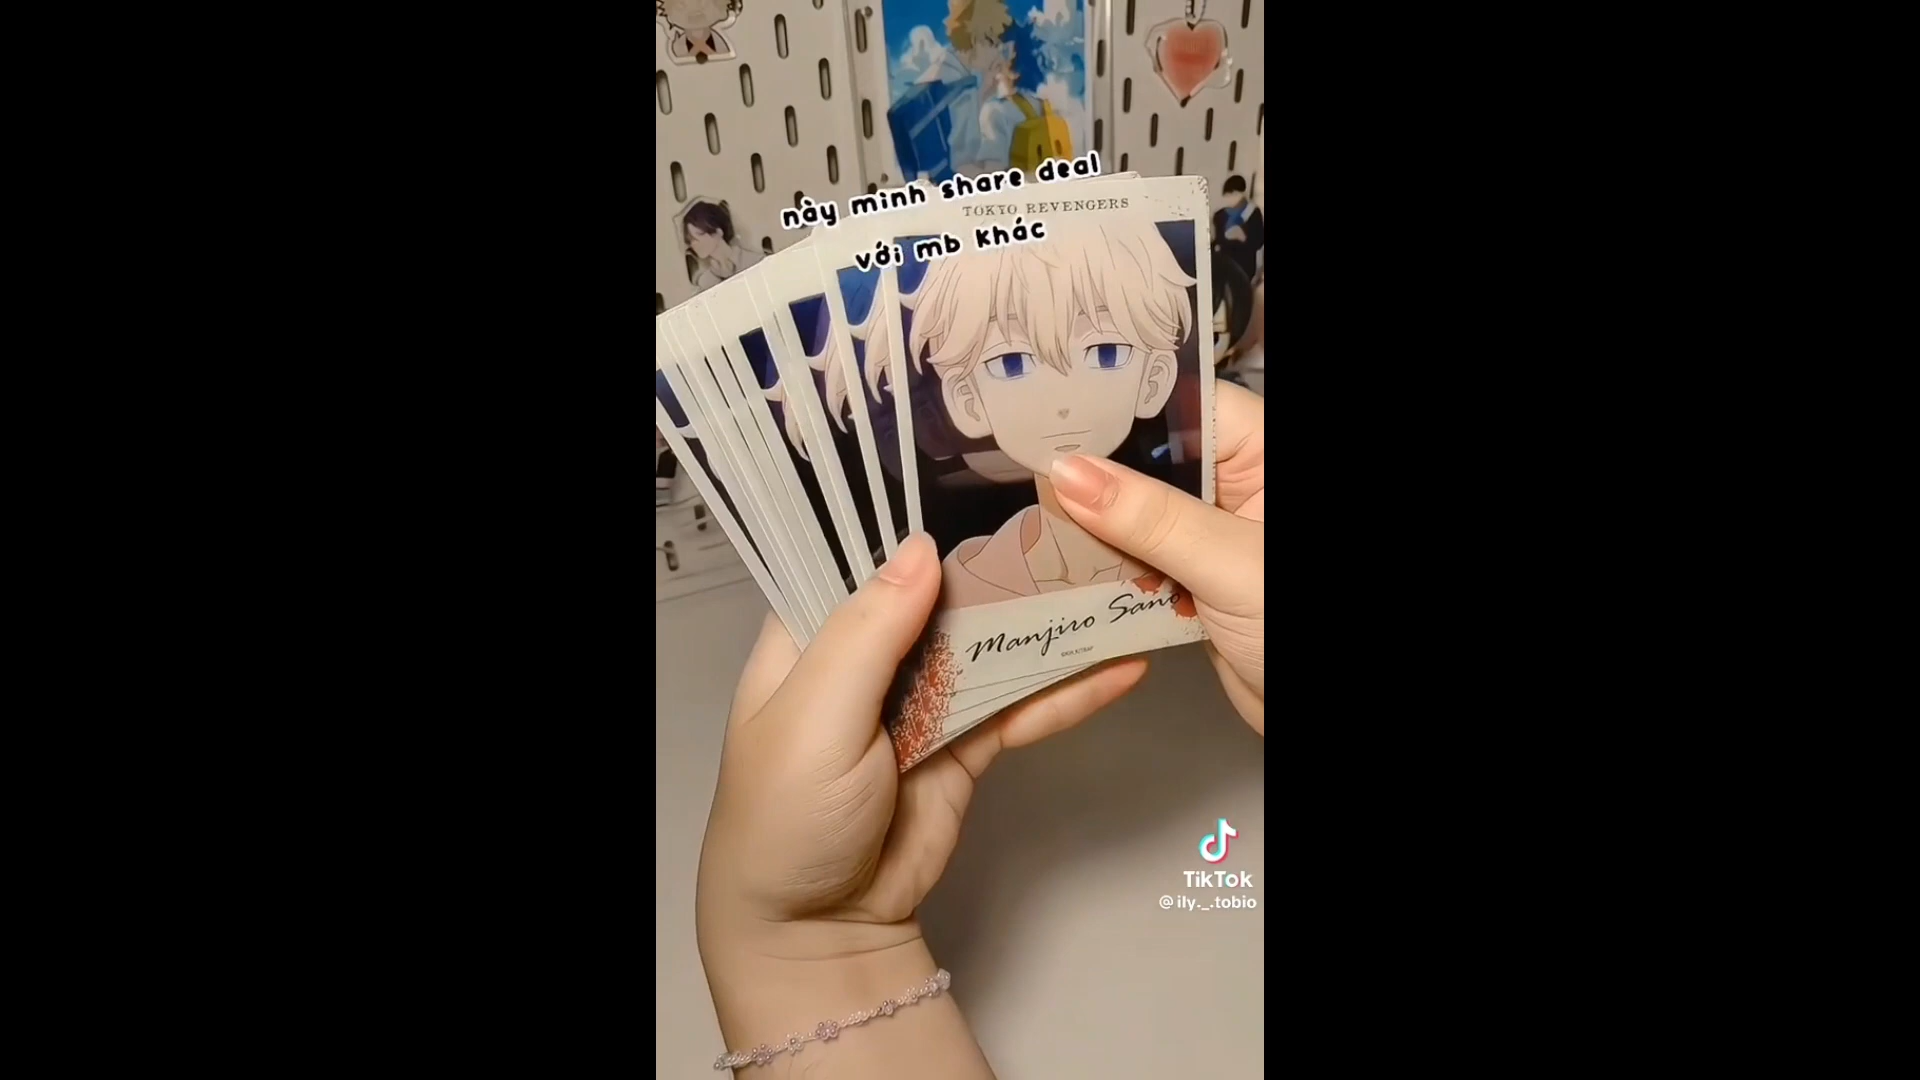 này mình share deal
với mb khác
TOKYO REVENGERS
Manjiro Sano
TikTok
@ily._.tobio